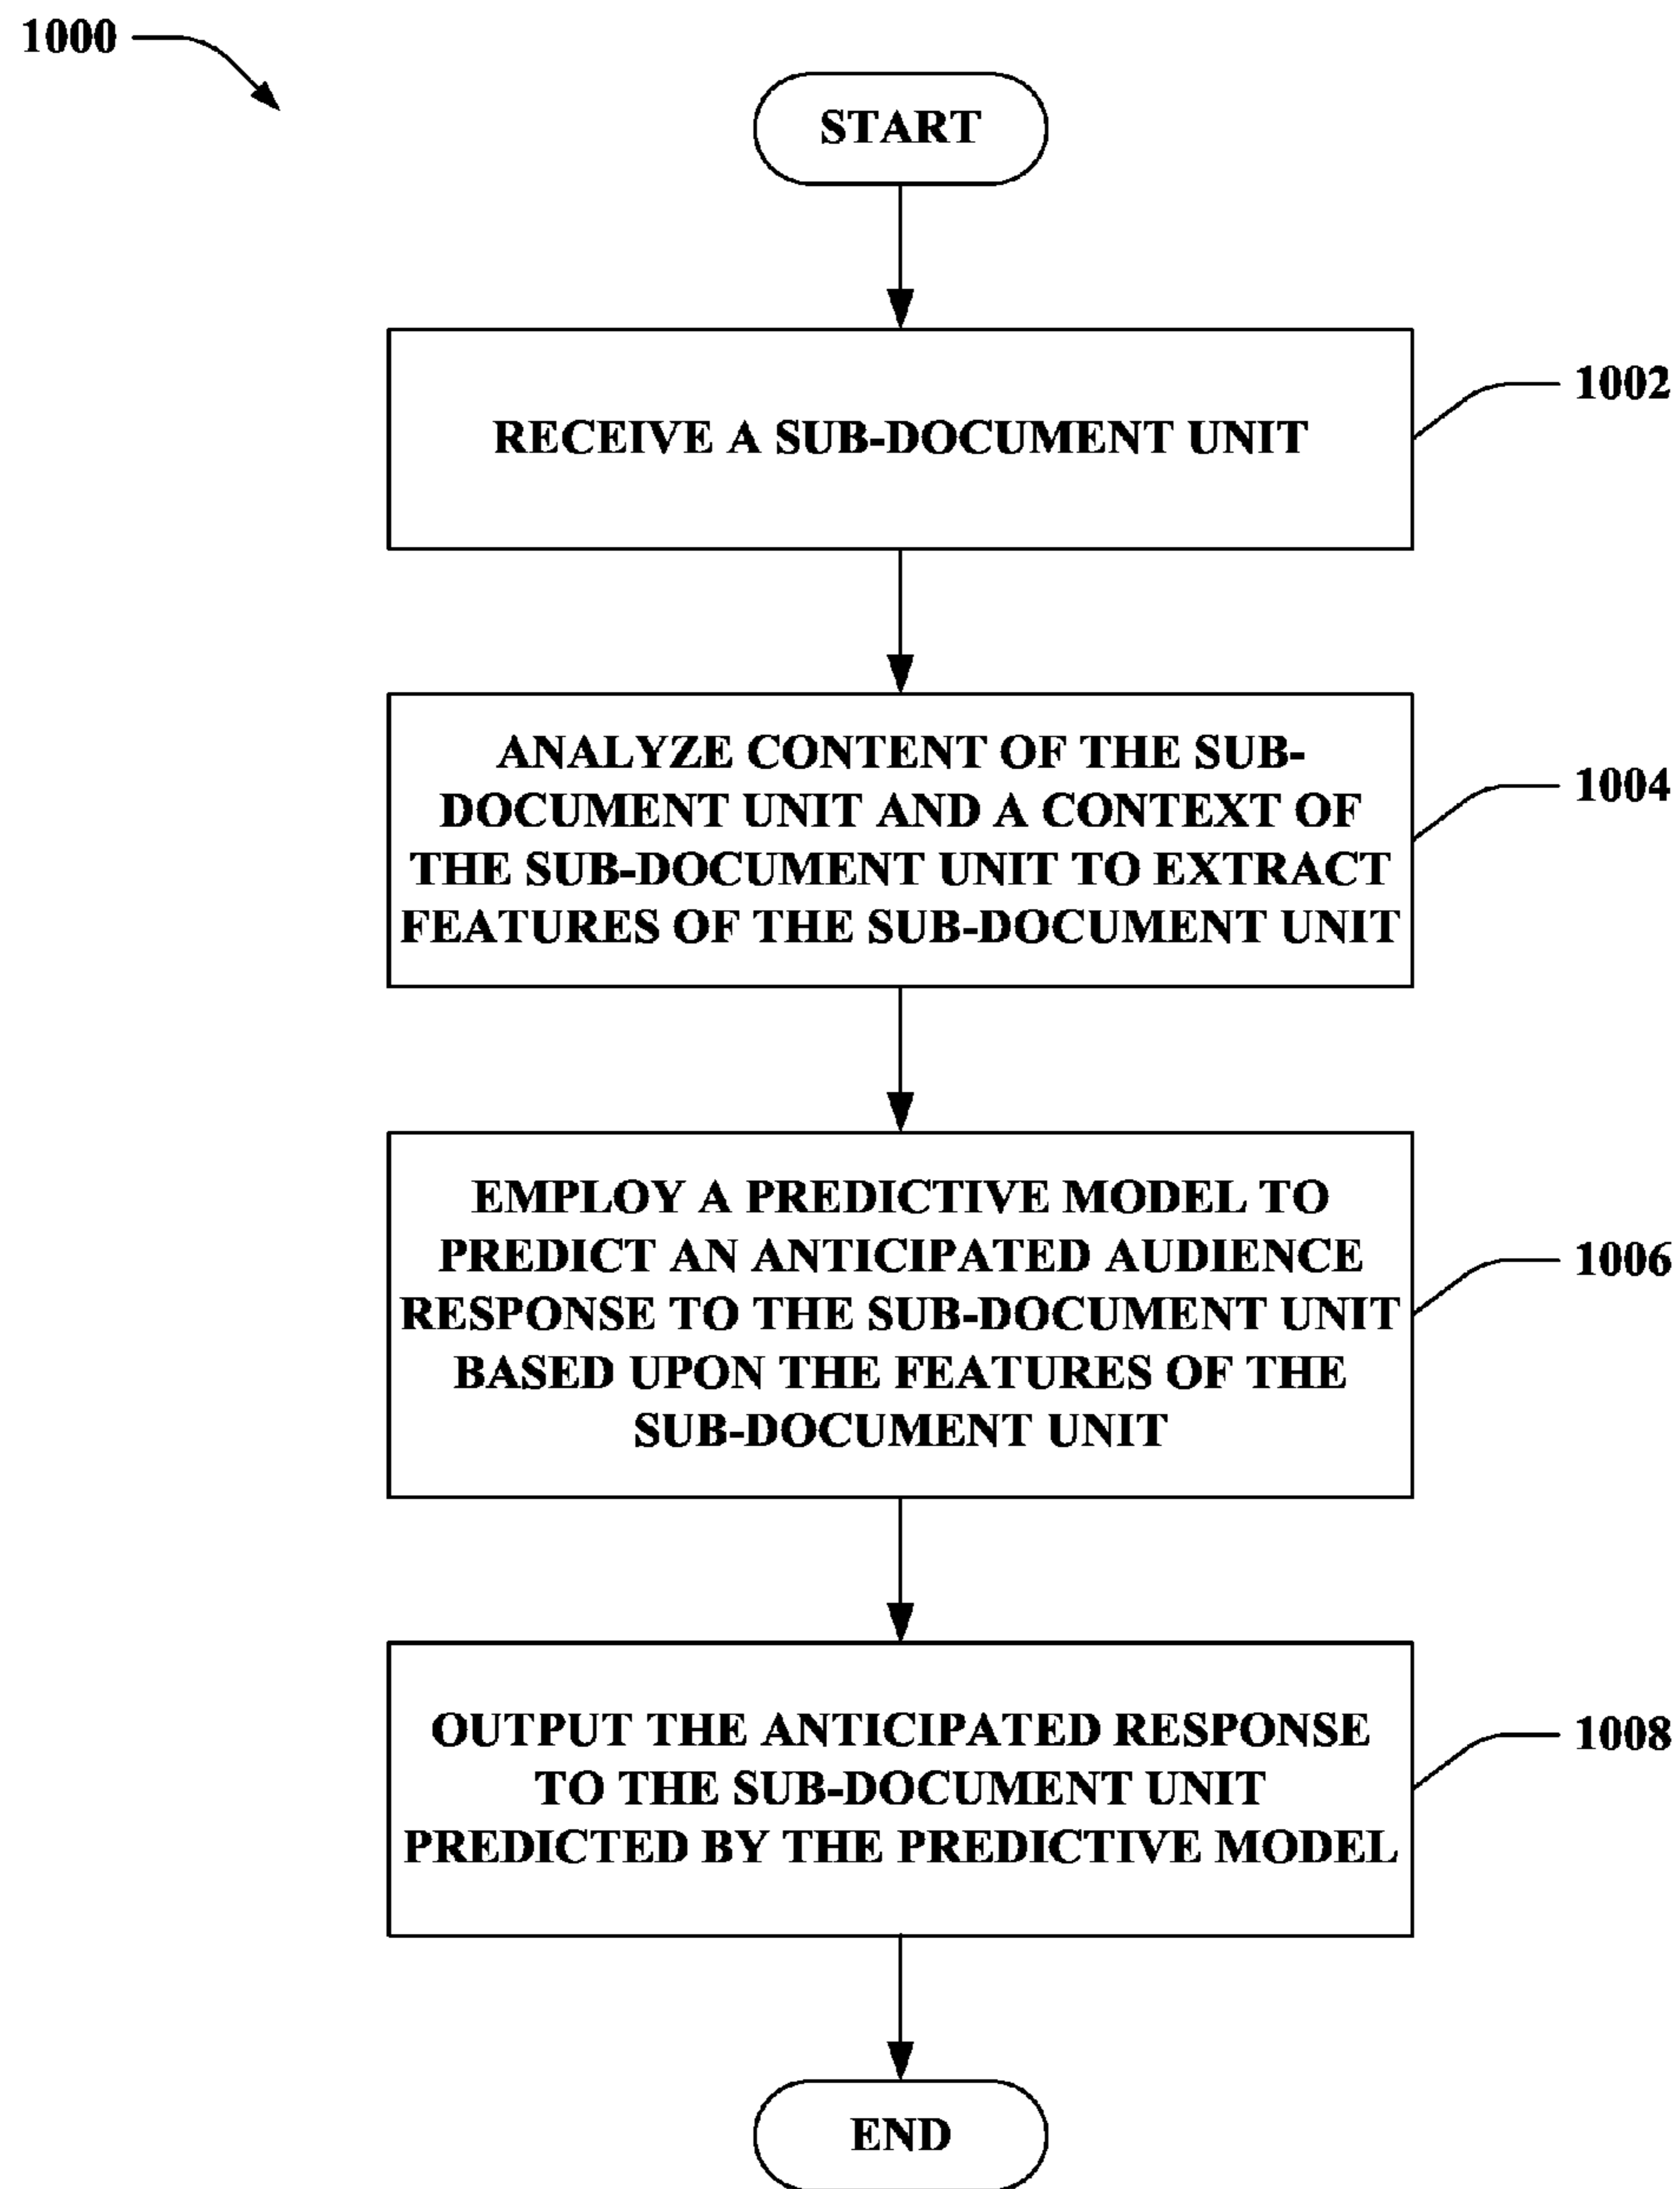 1000
START
RECEIVE A SUB-DOCUMENT UNIT
1002
ANALYZE CONTENT OF THE SUB-
DOCUMENT UNIT AND A CONTEXT OF
THE SUB-DOCUMENT UNIT TO EXTRACT
FEATURES OF THE SUB-DOCUMENT UNIT
1004
EMPLOY A PREDICTIVE MODEL TO
PREDICT AN ANTICIPATED AUDIENCE
RESPONSE TO THE SUB-DOCUMENT UNIT
BASED UPON THE FEATURES OF THE
SUB-DOCUMENT UNIT
1006
OUTPUT THE ANTICIPATED RESPONSE
TO THE SUB-DOCUMENT UNIT
PREDICTED BY THE PREDICTIVE MODEL
1008
END